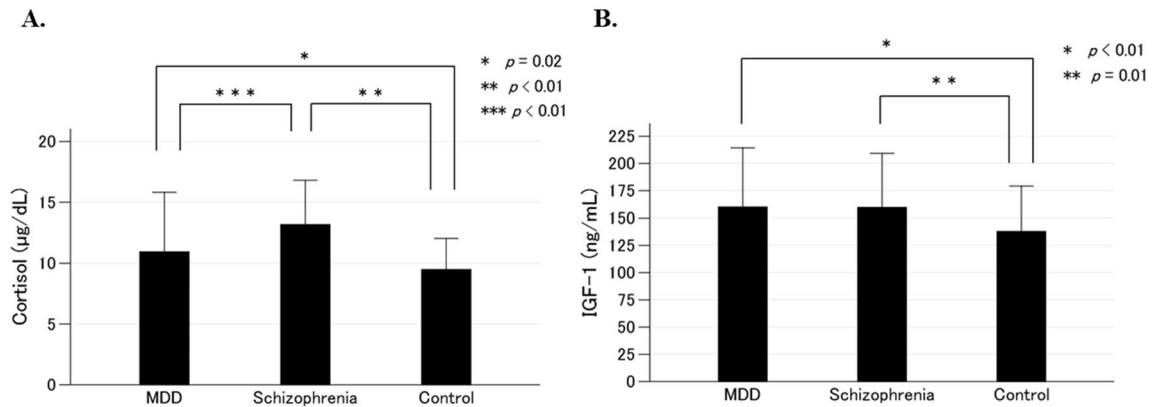 A.
*
* p = 0.02
** p < 0.01
*** p < 0.01
*** **
20
15
10
5
0
Cortisol (μg/dL)
MDD Schizophrenia Control
B.
*
* p < 0.01
** p = 0.01
**
225
200
175
150
125
100
75
50
25
0
IGF-1 (ng/mL)
MDD Schizophrenia Control